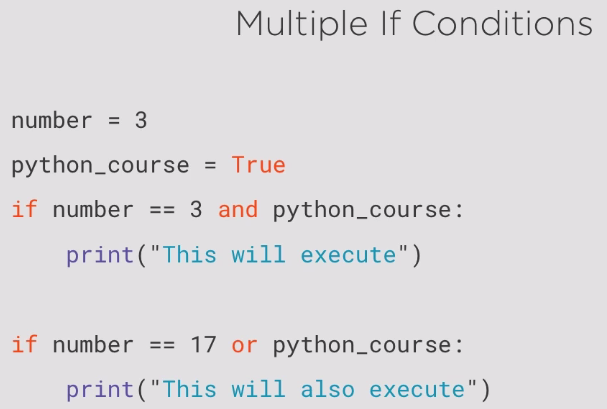 Multiple If Conditions
number = 3
python_course = True
if number == 3 and python_course:
    print("This will execute")
if number == 17 or python_course:
    print("This will also execute")